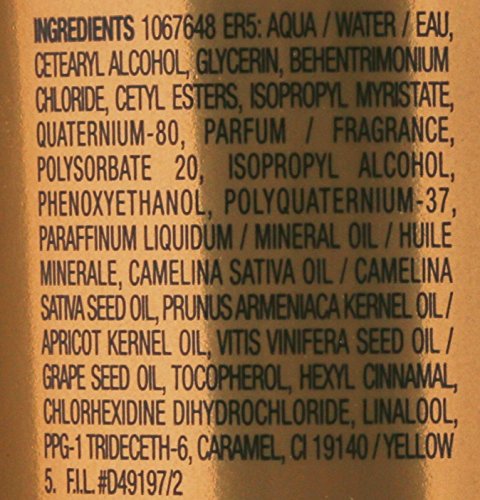 INGREDIENTS 1067648 ER5: AQUA / WATER / EAU,
CETEARYL ALCOHOL, GLYCERIN, BEHENTRIMONIUM
CHLORIDE, CETYL ESTERS, ISOPROPYL MYRISTATE,
QUATERNIUM-80, PARFUM / FRAGRANCE,
POLYSORBATE 20, ISOPROPYL ALCOHOL,
PHENOXYETHANOL, POLYQUATERNIUM-37,
PARAFFINUM LIQUIDUM / MINERAL OIL / HUILE
MINERALE, CAMELINA SATIVA OIL / CAMELINA
SATIVA SEED OIL, PRUNUS ARMENIACA KERNEL OIL /
APRICOT KERNEL OIL, VITIS VINIFERA SEED OIL /
GRAPE SEED OIL, TOCOPHEROL, HEXYL CINNAMAL,
CHLORHEXIDINE DIHYDROCHLORIDE, LINALOOL,
PPG-1 TRIDECETH-6, CARAMEL, CI 19140 / YELLOW
5. F.I.L. #D49197/2